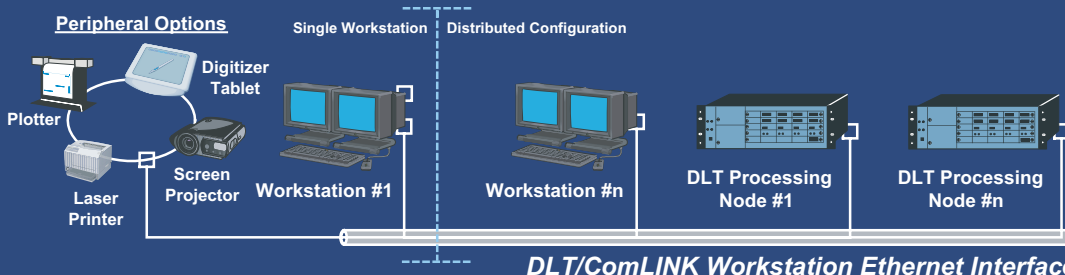 Peripheral Options
Single Workstation
Distributed Configuration
Digitizer
Tablet
Plotter
Screen
Projector
Laser
Printer
Workstation #1
Workstation #n
DLT Processing
Node #1
DLT Processing
Node #n
DLT/ComLINK Workstation Ethernet Interface